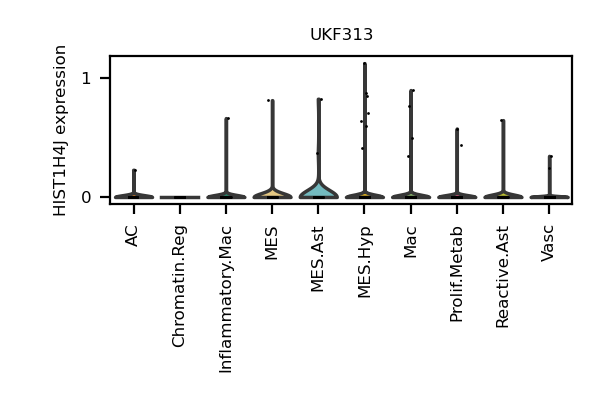 UKF313
HIST1H4J expression
1
0
AC
Chromatin.Reg
Inflammatory.Mac
MES
MES.Ast
MES.Hyp
Mac
Prolif.Metab
Reactive.Ast
Vasc